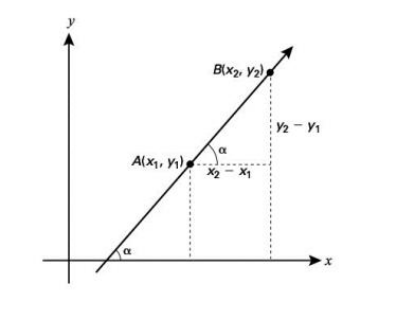 y
B(x₂, y₂)
y₂ − y₁
α
A(x₁, y₁)
x₂ − x₁
α
x